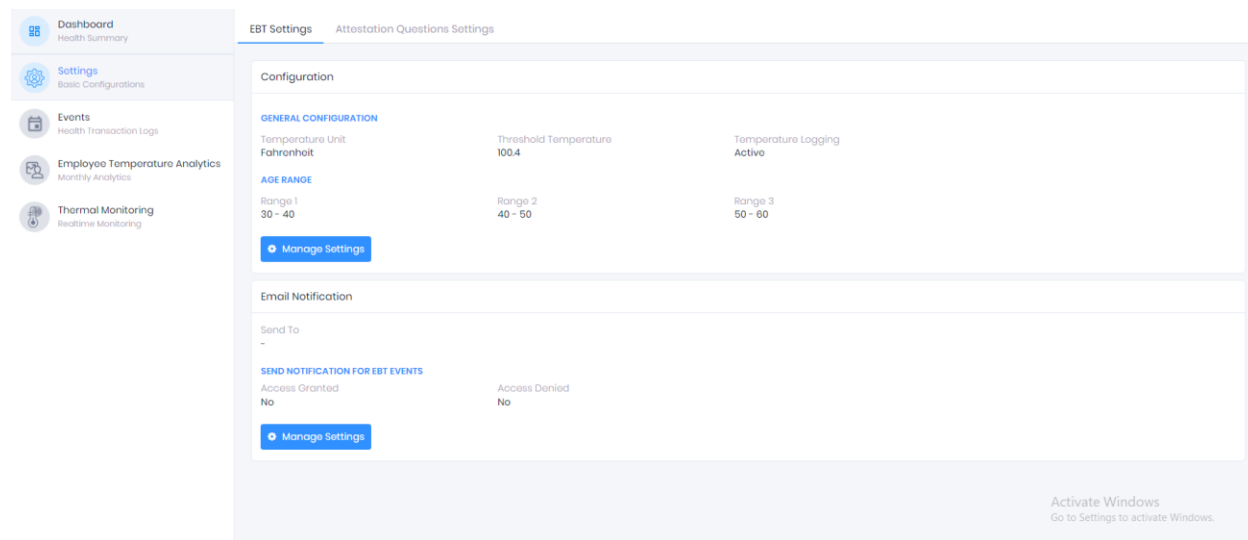 Dashboard
Health Summary
Settings
Basic Configurations
Events
Health Transaction Logs
Employee Temperature Analytics
Monthly Analytics
Thermal Monitoring
Realtime Monitoring
EBT Settings Attestation Questions Settings
Configuration
GENERAL CONFIGURATION
Temperature Unit Threshold Temperature Temperature Logging
Fahrenheit 100.4 Active
AGE RANGE
Range 1 Range 2 Range 3
30 - 40 40 - 50 50 - 60
Manage Settings
Email Notification
Send To
-
SEND NOTIFICATION FOR EBT EVENTS
Access Granted Access Denied
No No
Manage Settings
Activate Windows
Go to Settings to activate Windows.